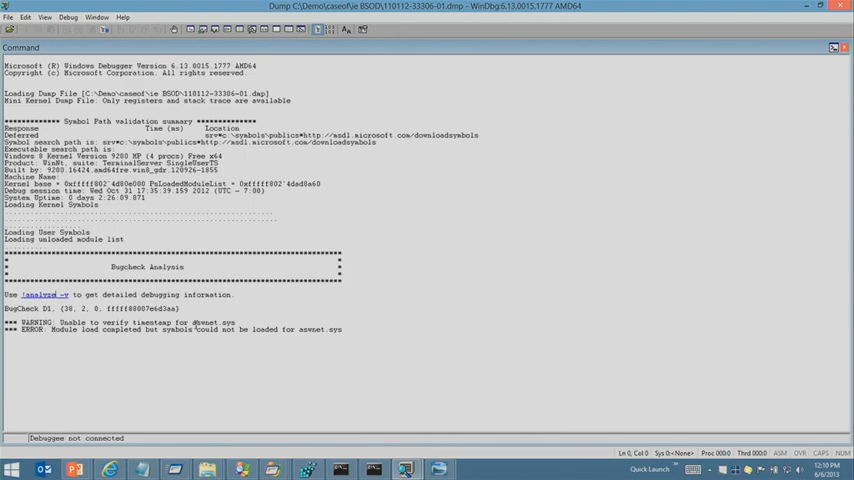 Dump C:\Demo\caseof\ie BSOD\110112-33306-01.dmp - WinDbg:6.13.0015.1777 AMD64
File Edit View Debug Window Help
Command
Microsoft (R) Windows Debugger Version 6.13.0015.1777 AMD64
Copyright (c) Microsoft Corporation. All rights reserved.
Loading Dump File [C:\Demo\caseof\ie BSOD\110112-33306-01.dmp]
Mini Kernel Dump File: Only registers and stack trace are available
************* Symbol Path validation summary **************
Response Time (ms) Location
Deferred srv*c:\symbols\publics*http://msdl.microsoft.com/downloadsymbols
Symbol search path is: srv*c:\symbols\publics*http://msdl.microsoft.com/downloadsymbols
Executable search path is:
Windows 8 Kernel Version 9200 MP (4 procs) Free x64
Product: WinNt, suite: TerminalServer SingleUserTS
Built by: 9200.16424.amd64fre.win8_gdr.120926-1855
Machine Name:
Kernel base = 0xfffff802`4d80e000 PsLoadedModuleList = 0xfffff802`4dad8a60
Debug session time: Wed Oct 31 17:35:39.159 2012 (UTC - 7:00)
System Uptime: 0 days 2:26:09.871
Loading Kernel Symbols
Loading User Symbols
Loading unloaded module list
Bugcheck Analysis
Use !analyze -v to get detailed debugging information.
BugCheck D1, {38, 2, 0, fffff88007e6d3aa}
*** WARNING: Unable to verify timestamp for asvnet.sys
*** ERROR: Module load completed but symbols could not be loaded for asvnet.sys
Debuggee not connected
Ln 0, Col 0 Sys 0:<None> Proc 000:0 Thrd 000:0 ASM OVR CAPS NUM
Quick Launch
12:10 PM
6/6/2013